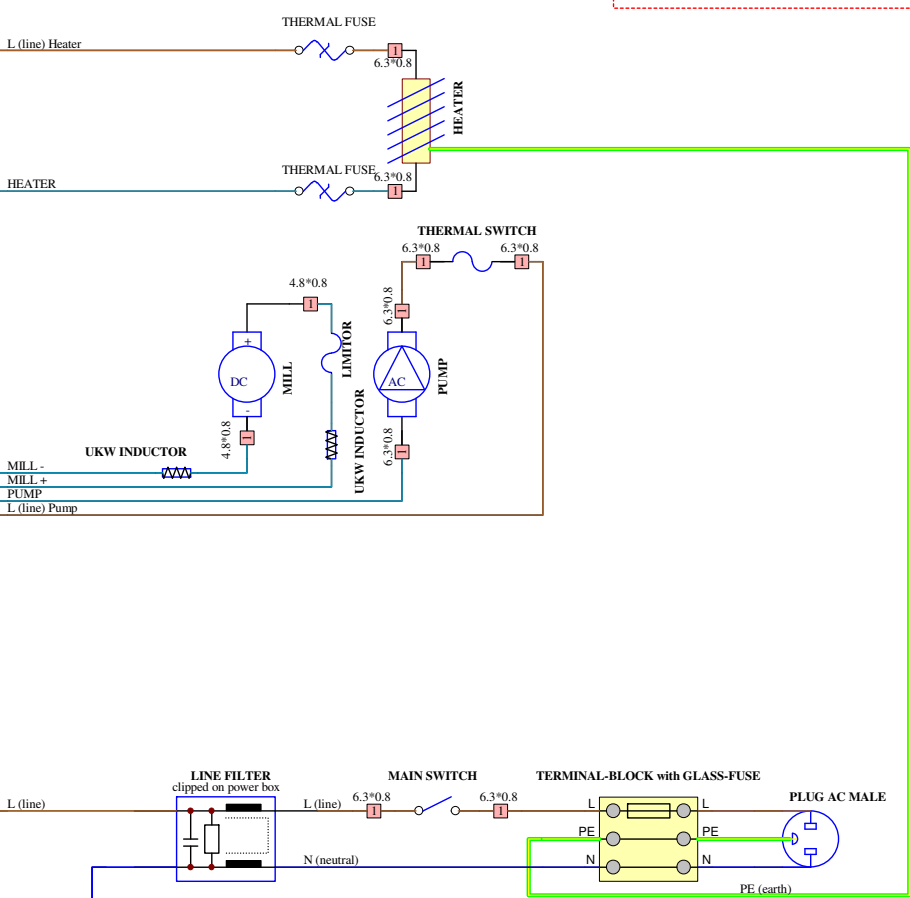 THERMAL FUSE
L (line) Heater
1
6.3*0.8
HEATER
THERMAL FUSE
6.3*0.8
HEATER
1
THERMAL SWITCH
6.3*0.8
6.3*0.8
1
1
4.8*0.8
1
6.3*0.8
1
+
DC
-
MILL
LIMITOR
AC
PUMP
4.8*0.8
1
UKW INDUCTOR
UKW INDUCTOR
6.3*0.8
1
MILL -
MILL +
PUMP
L (line) Pump
LINE FILTER
clipped on power box
MAIN SWITCH
TERMINAL-BLOCK with GLASS-FUSE
PLUG AC MALE
L (line)
L (line)
6.3*0.8
1
6.3*0.8
1
L
L
PE
PE
N (neutral)
N
N
PE (earth)